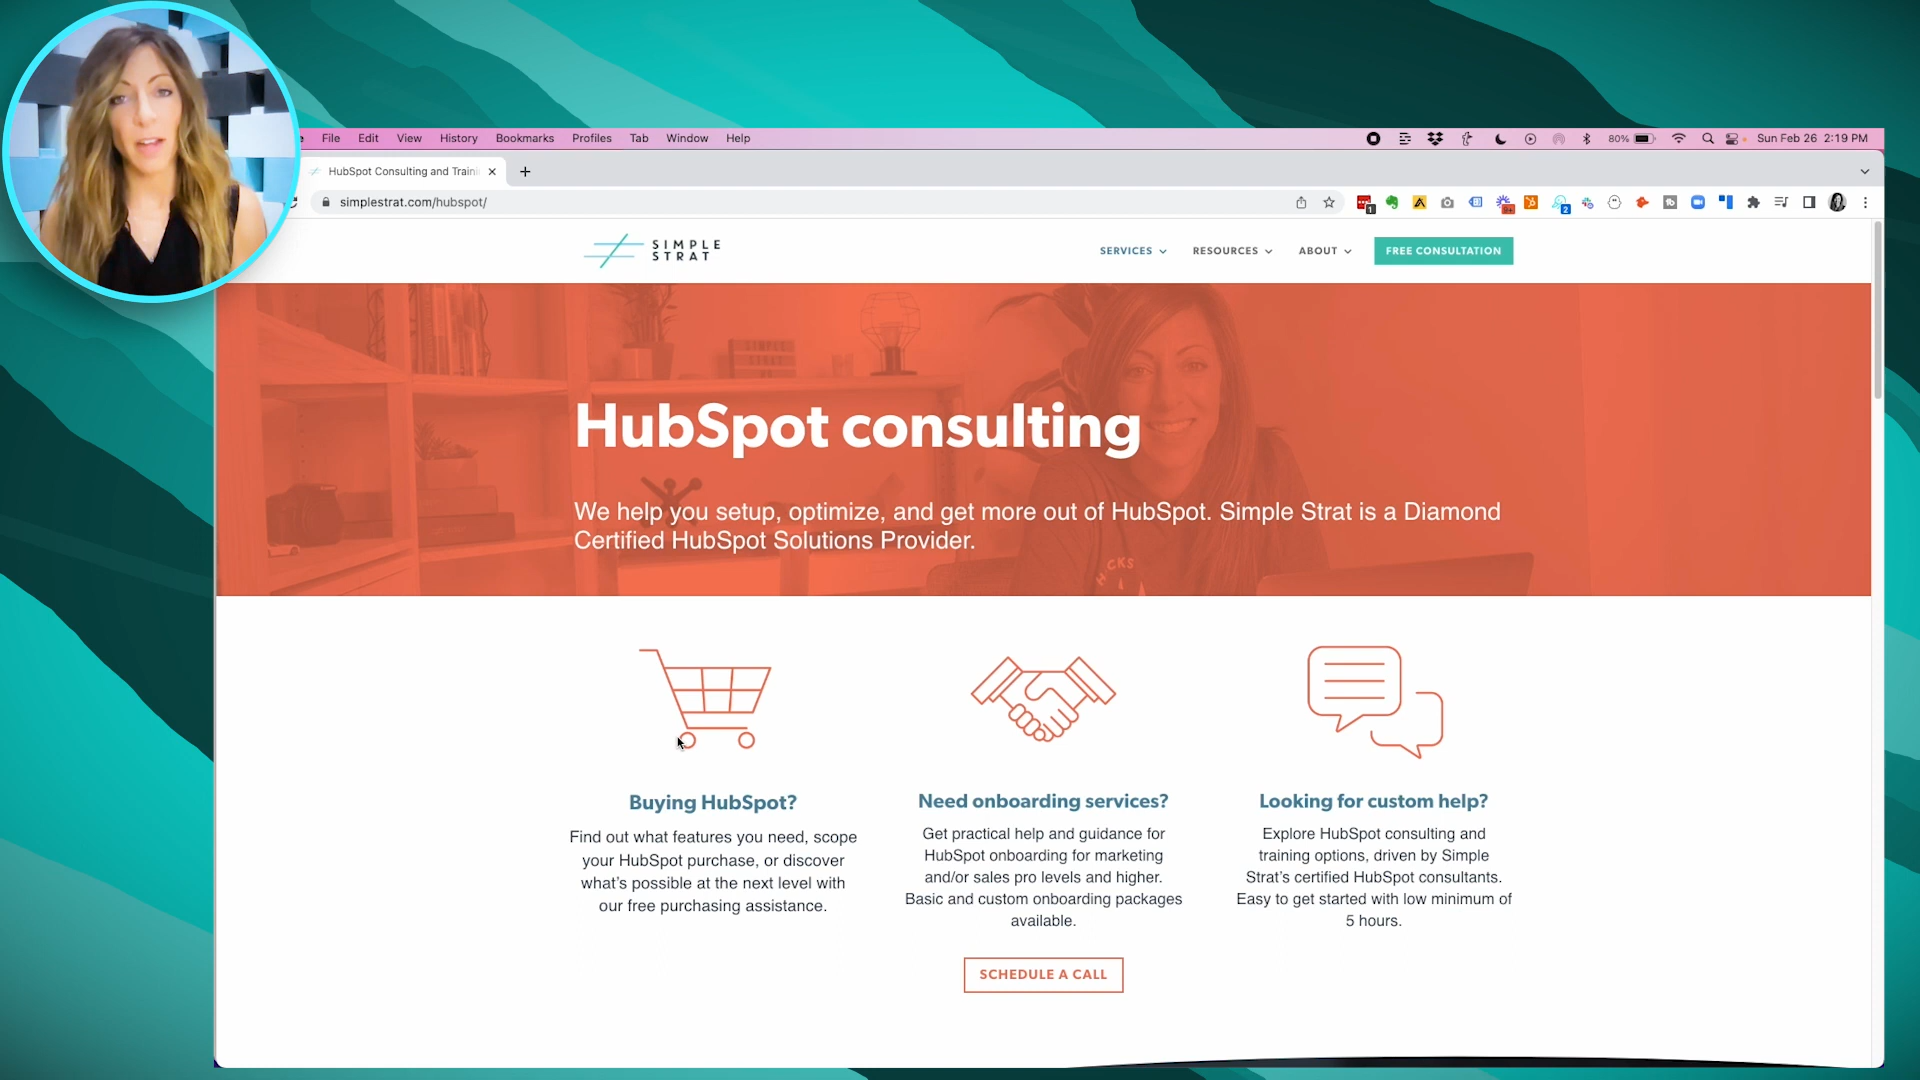 File Edit View History Bookmarks Profiles Tab Window Help
80% Sun Feb 26 2:19 PM
HubSpot Consulting and Traini
simplestrat.com/hubspot/
1
9+
2
SIMPLE
STRAT
SERVICES RESOURCES ABOUT FREE CONSULTATION
HubSpot consulting
We help you setup, optimize, and get more out of HubSpot. Simple Strat is a Diamond
Certified HubSpot Solutions Provider.
CKS
Buying HubSpot?
Find out what features you need, scope
your HubSpot purchase, or discover
what's possible at the next level with
our free purchasing assistance.
Need onboarding services?
Get practical help and guidance for
HubSpot onboarding for marketing
and/or sales pro levels and higher.
Basic and custom onboarding packages
available.
Looking for custom help?
Explore HubSpot consulting and
training options, driven by Simple
Strat's certified HubSpot consultants.
Easy to get started with low minimum of
5 hours.
SCHEDULE A CALL